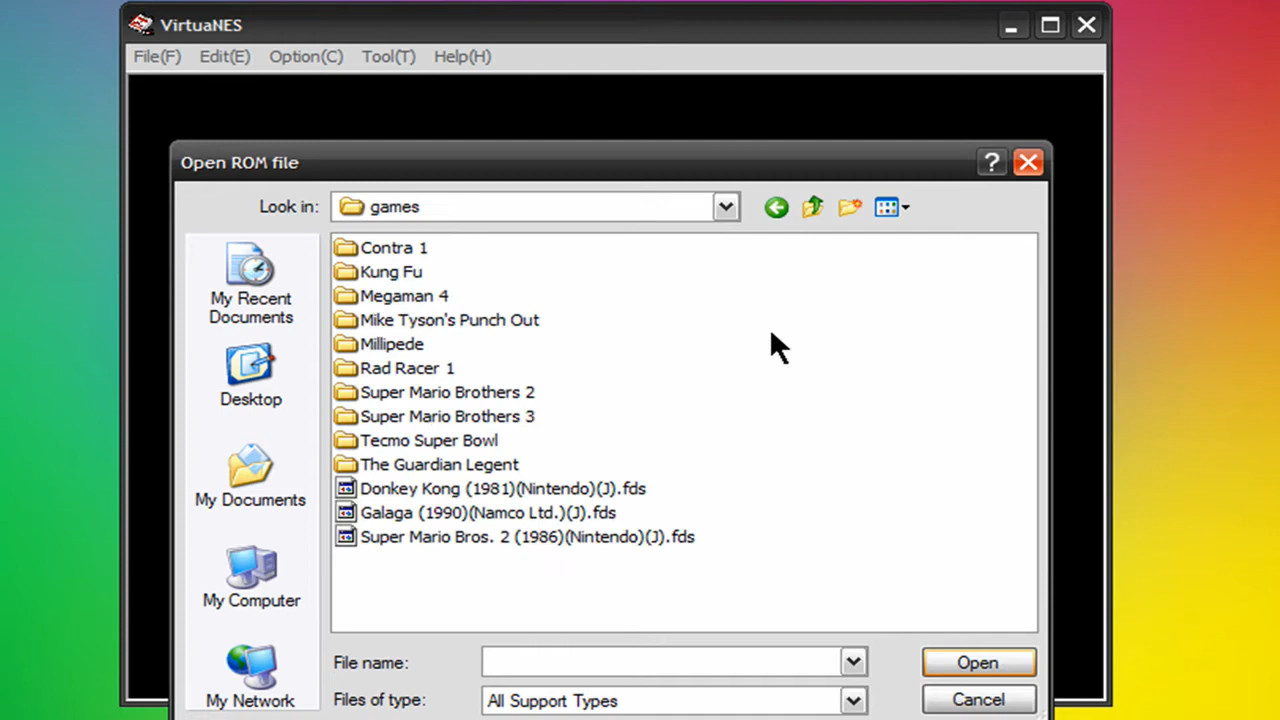 VirtuaNES
File(F) Edit(E) Option(C) Tool(T) Help(H)
Open ROM file
?
Look in: games
My Recent
Documents
Desktop
My Documents
My Computer
My Network
Contra 1
Kung Fu
Megaman 4
Mike Tyson's Punch Out
Millipede
Rad Racer 1
Super Mario Brothers 2
Super Mario Brothers 3
Tecmo Super Bowl
The Guardian Legent
Donkey Kong (1981)(Nintendo)(J).fds
Galaga (1990)(Namco Ltd.)(J).fds
Super Mario Bros. 2 (1986)(Nintendo)(J).fds
File name: Open
Files of type: All Support Types Cancel